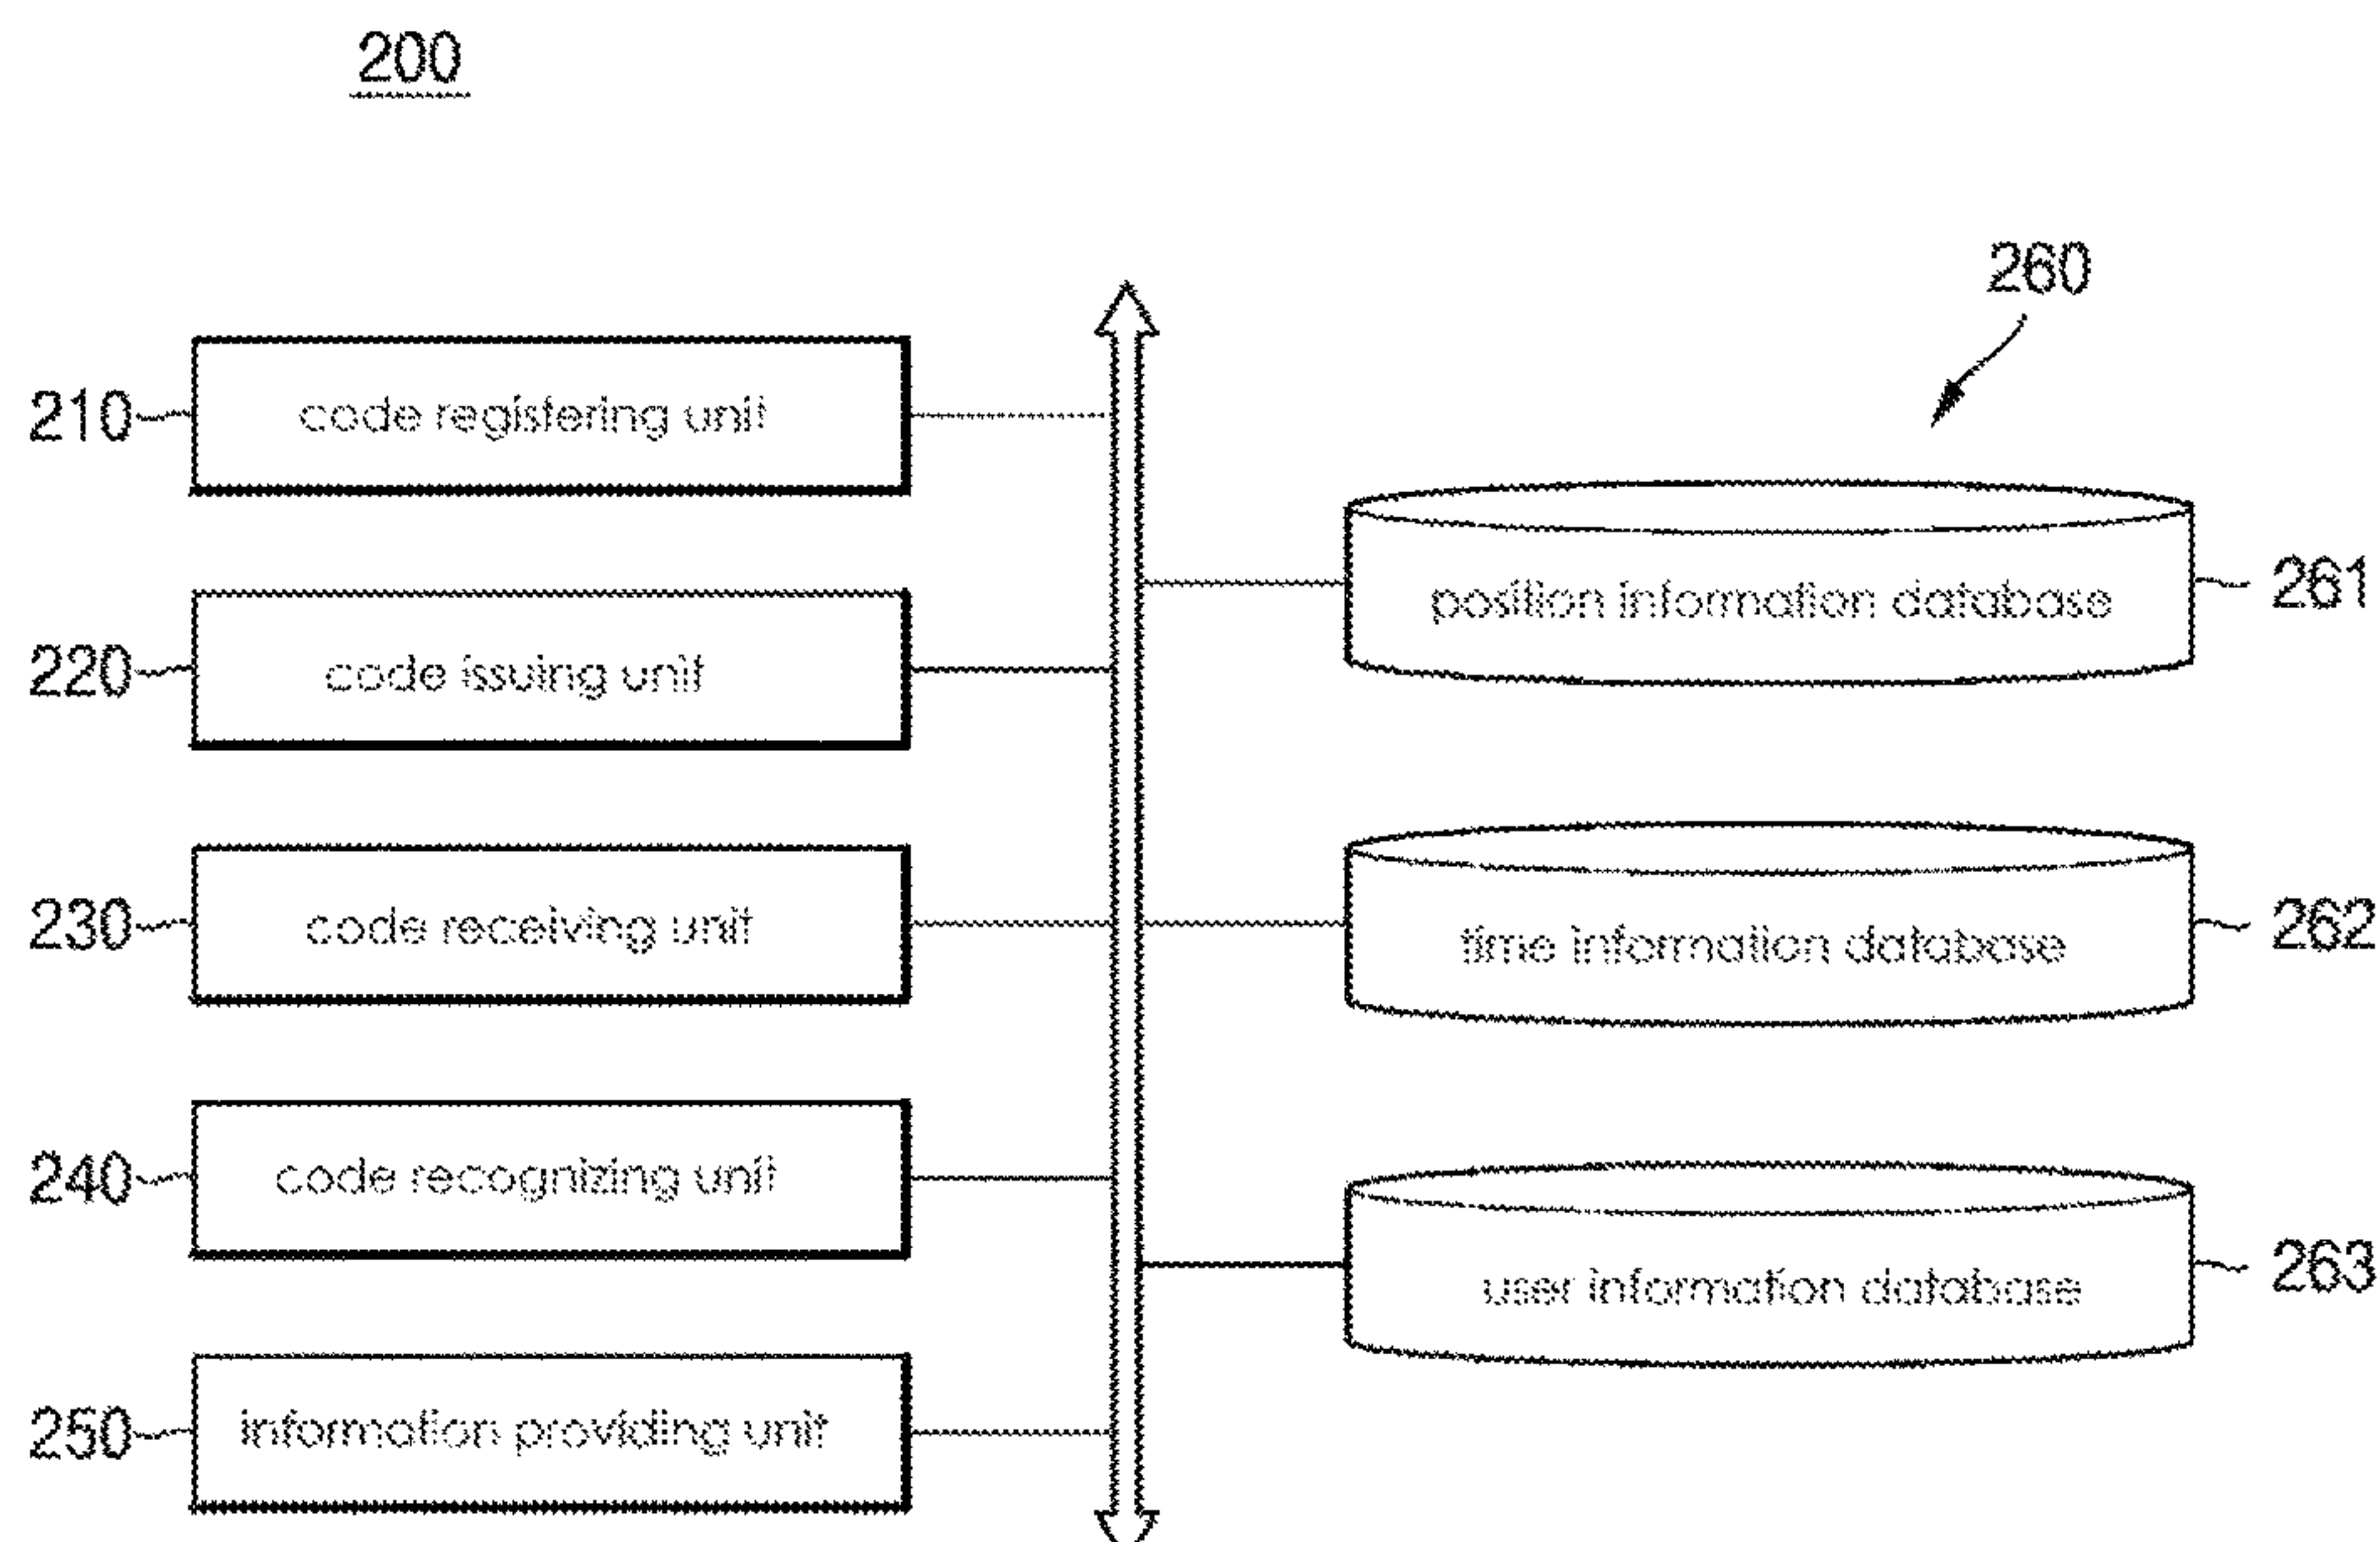 200
260
210 code registering unit
220 code issuing unit
230 code receiving unit
240 code recognizing unit
250 information providing unit
position information database 261
time information database 262
user information database 263